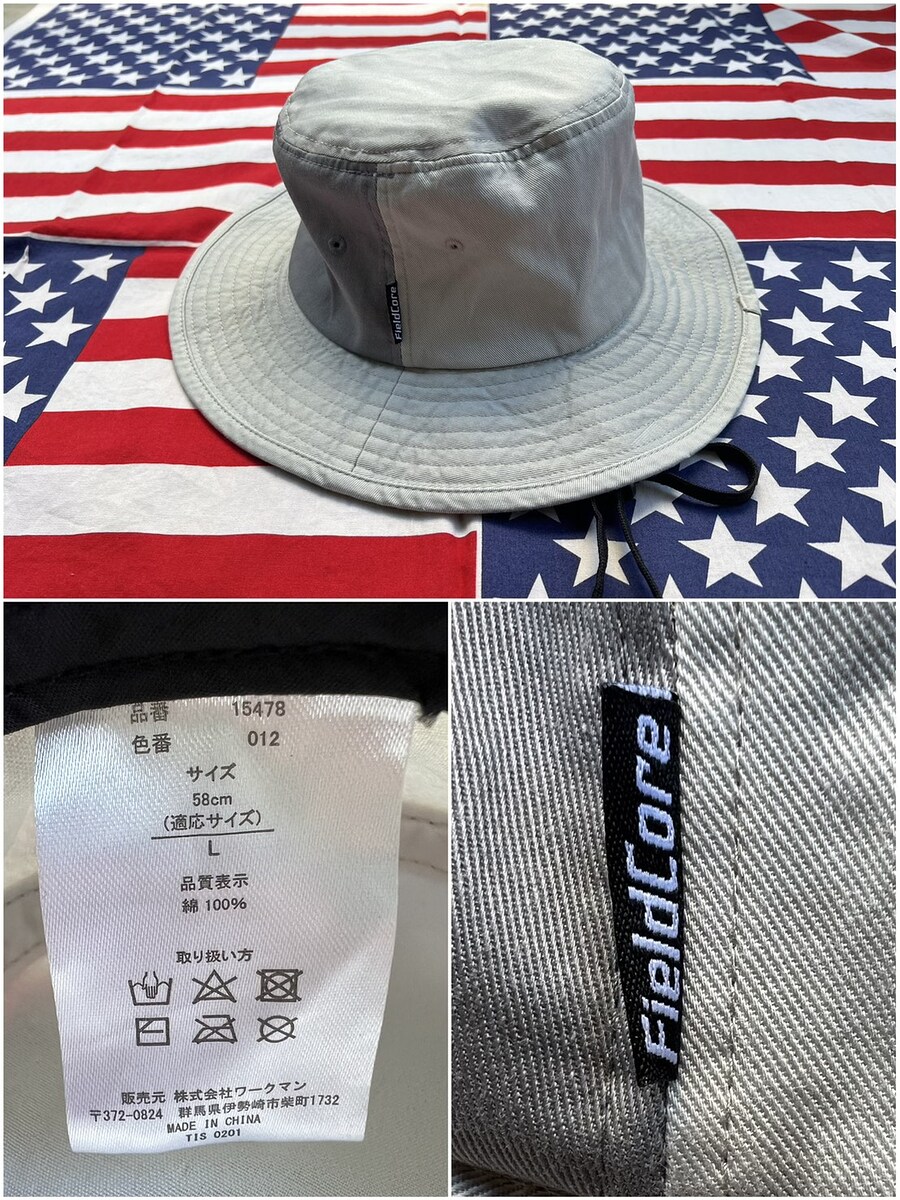 FieldCore
品番 15478
色番 012
サイズ
58cm
(適応サイズ)
L
品質表示
綿 100%
取り扱い方
販売元 株式会社ワークマン
〒372-0824 群馬県伊勢崎市柴町1732
MADE IN CHINA
TIS 0201
FieldCore